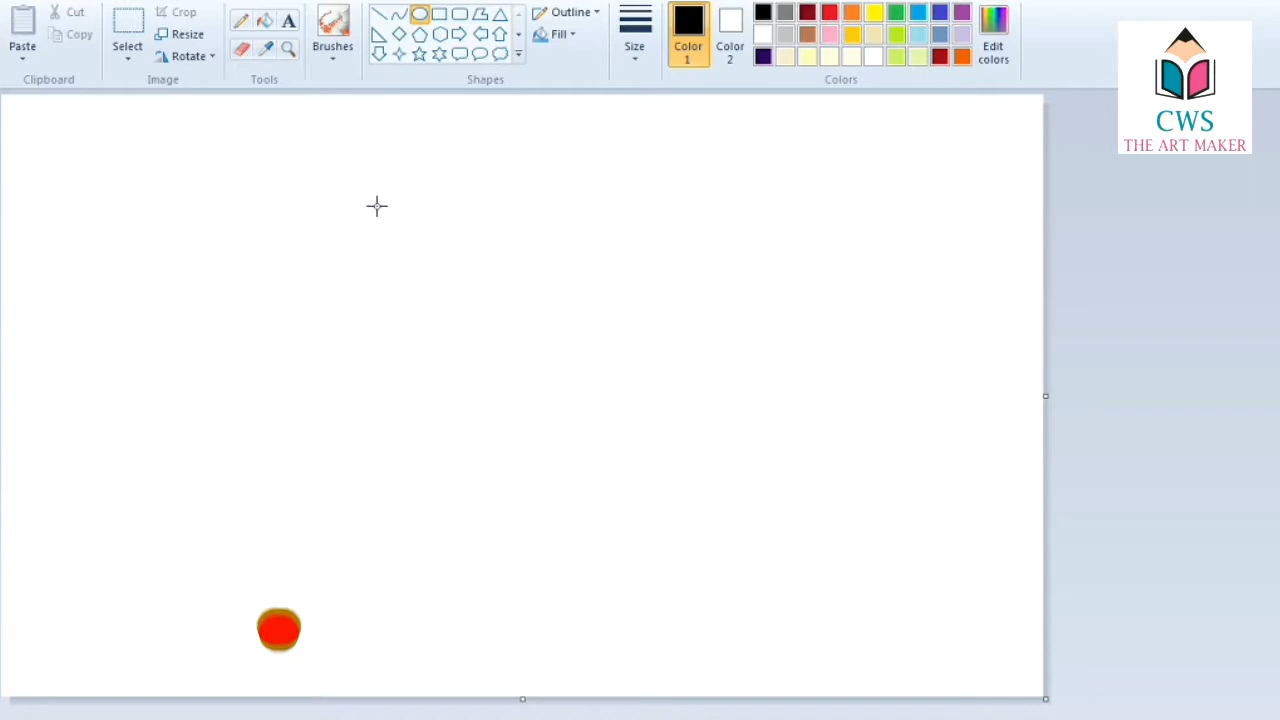 Paste
Cut
Copy
Clipboard
Select
Crop
Resize
Rotate
Image
A
Tools
Brushes
Shapes
Outline
Fill
Size
Color
1
Color
2
Edit
colors
Colors
CWS
THE ART MAKER